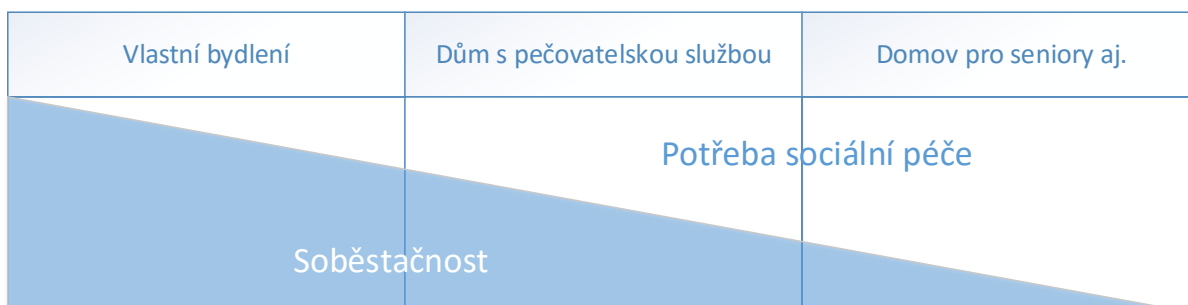 Vlastní bydlení
Dům s pečovatelskou službou
Domov pro seniory aj.
Potřeba sociální péče
Soběstačnost